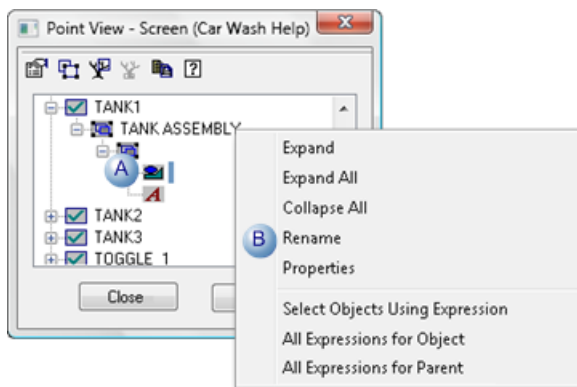 Point View - Screen (Car Wash Help)
TANK1
TANK ASSEMBLY
A
A
TANK2
TANK3
TOGGLE_1
Close
Expand
Expand All
Collapse All
B Rename
Properties
Select Objects Using Expression
All Expressions for Object
All Expressions for Parent